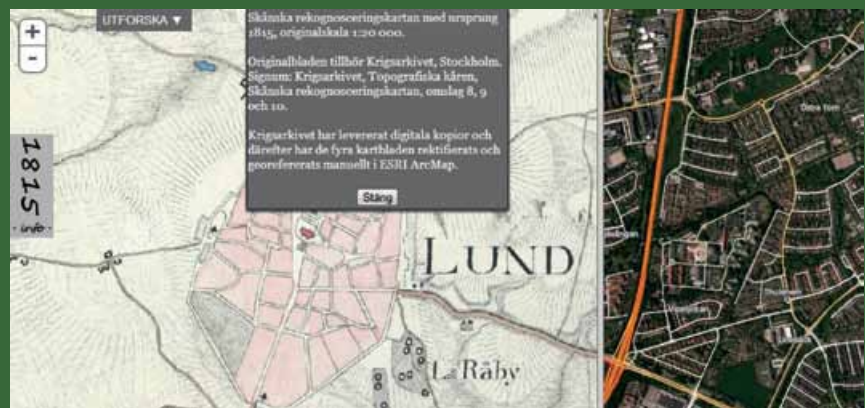 UTFORSKA ▼
+
-
Skånska rekognosceringskartan med ursprung
1815, originalskala 1:20 000.
Originalbladen tillhör Krigsarkivet, Stockholm.
Signum: Krigsarkivet, Topografiska kåren,
Skånska rekognosceringskartan, omslag 8, 9
och 10.
Krigsarkivet har levererat digitala kopior och
därefter har de fyra kartbladen rektifierats och
georefererats manuellt i ESRI ArcMap.
Stäng
1815
- info -
LUND
L. Råby